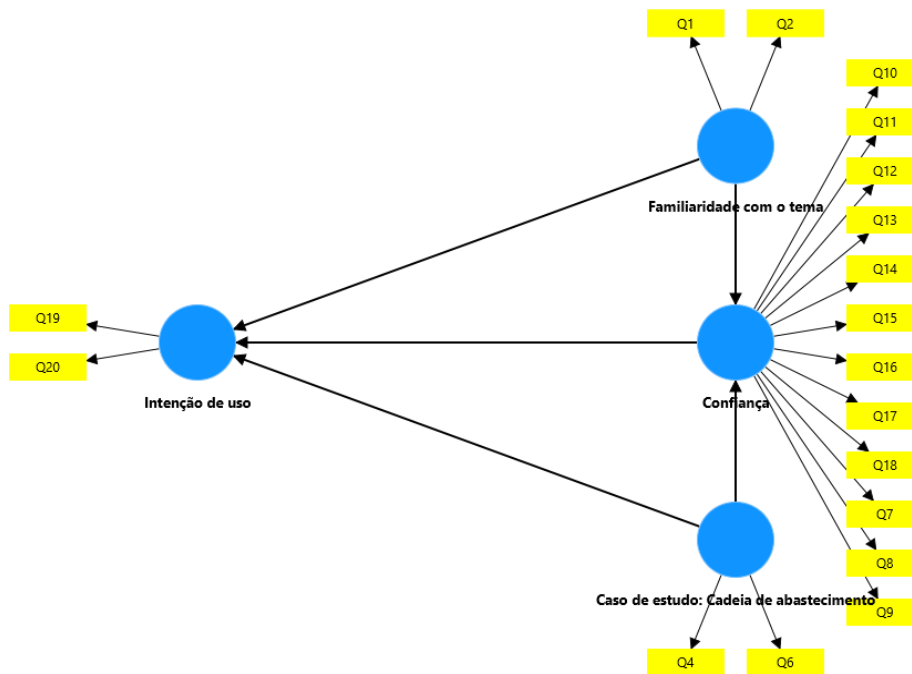 Q1
Q2
Q10
Q11
Q12
Familiaridade com o tema
Q13
Q14
Q19
Q15
Q20
Q16
Intenção de uso
Confiança
Q17
Q18
Q7
Q8
Caso de estudo: Cadeia de abastecimento
Q9
Q4
Q6